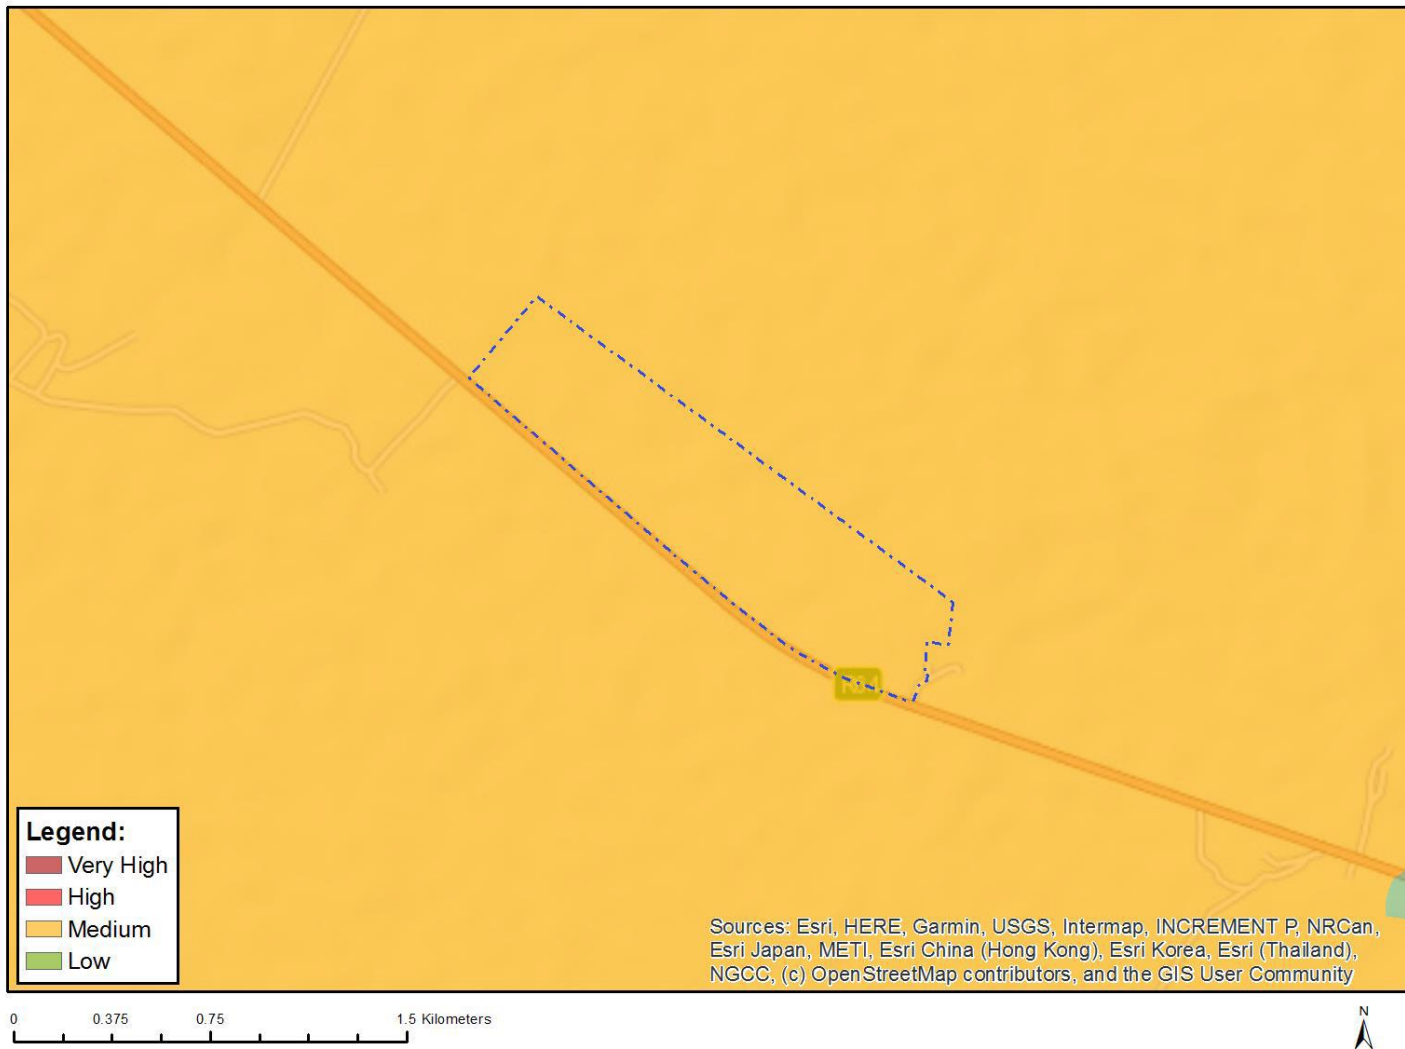 Legend:
Very High
High
Medium
Low
Sources: Esri, HERE, Garmin, USGS, Intermap, INCREMENT P, NRCan,
Esri Japan, METI, Esri China (Hong Kong), Esri Korea, Esri (Thailand),
NGCC, (c) OpenStreetMap contributors, and the GIS User Community
0 0.375 0.75 1.5 Kilometers
N